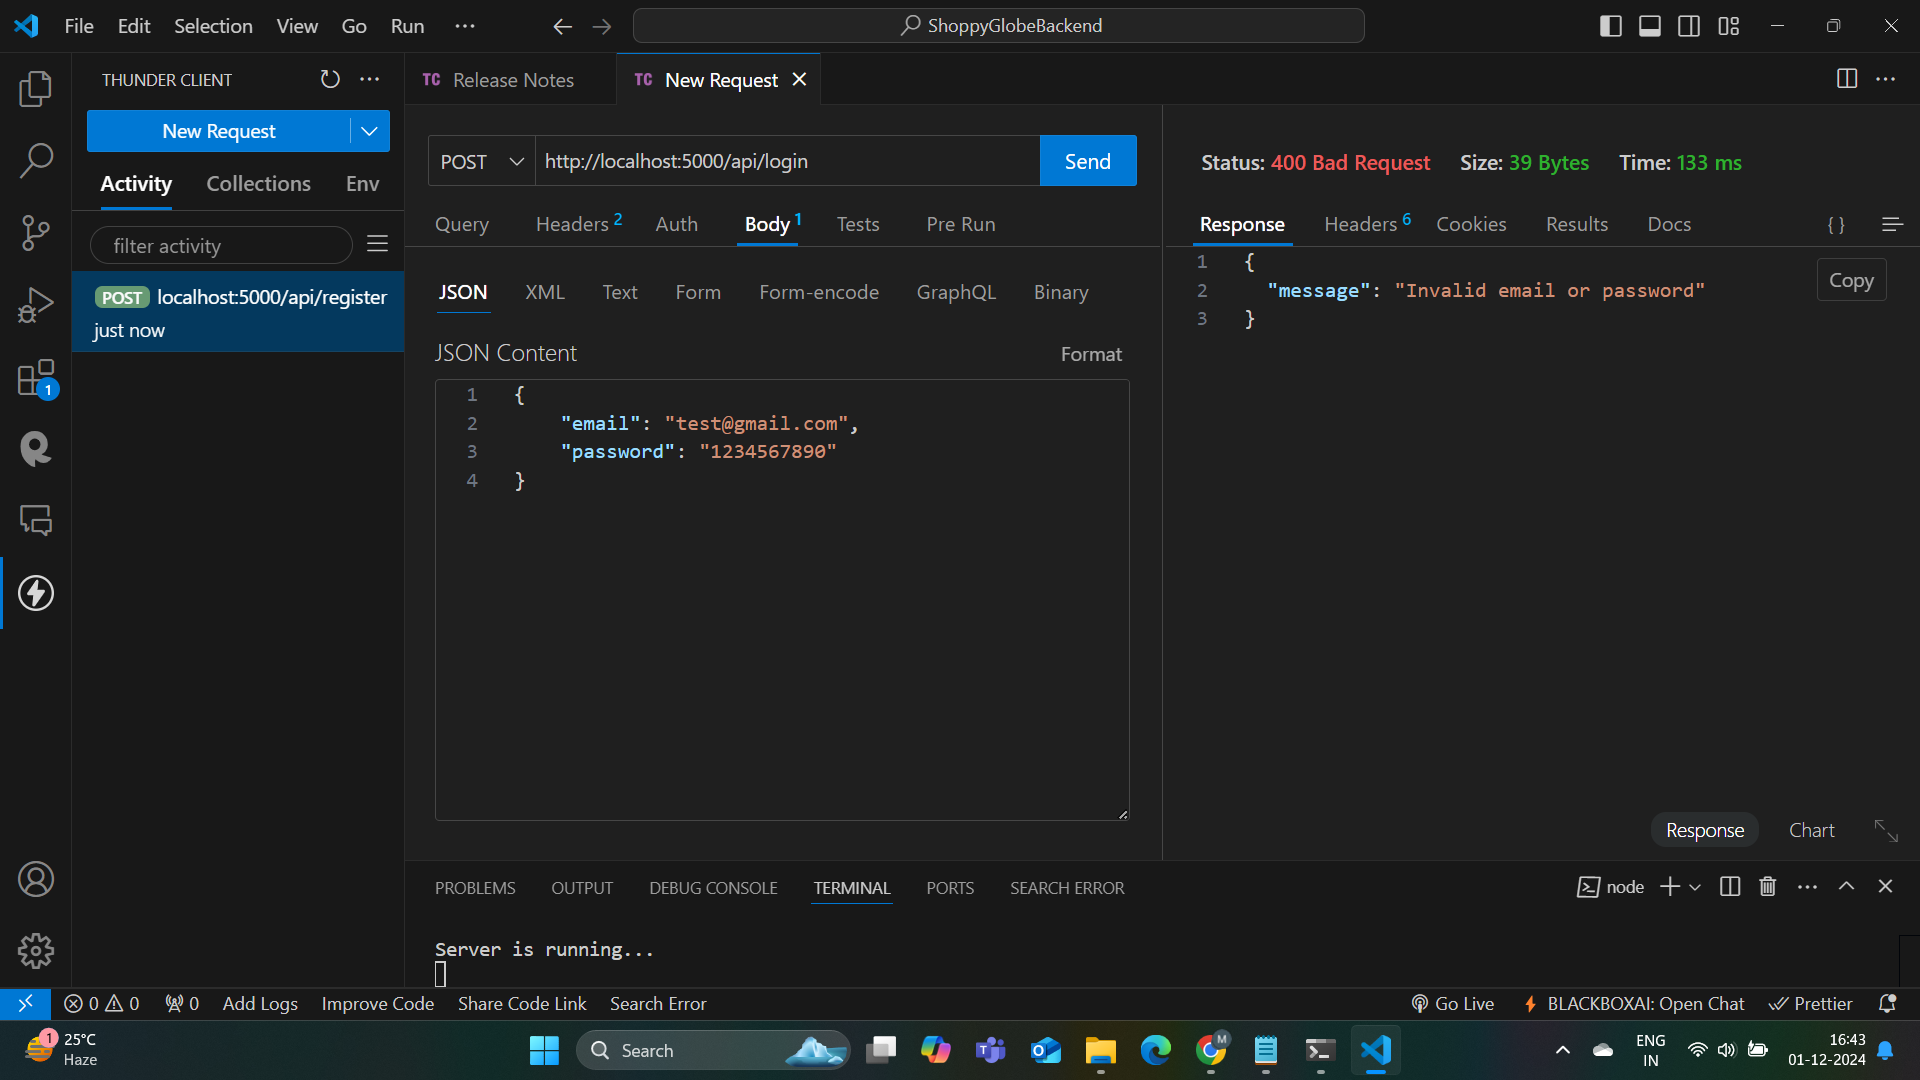 File Edit Selection View Go Run ···
ShoppyGlobeBackend
THUNDER CLIENT
New Request
Activity Collections Env
filter activity
POST localhost:5000/api/register
just now
TC Release Notes
TC New Request
POST http://localhost:5000/api/login Send
Query Headers 2 Auth Body 1 Tests Pre Run
JSON XML Text Form Form-encode GraphQL Binary
JSON Content Format
1 {
2 "email": "test@gmail.com",
3 "password": "1234567890"
4 }
Status: 400 Bad Request Size: 39 Bytes Time: 133 ms
Response Headers 6 Cookies Results Docs { }
1 {
2 "message": "Invalid email or password"
3 }
Copy
Response Chart
1
PROBLEMS OUTPUT DEBUG CONSOLE TERMINAL PORTS SEARCH ERROR
node
Server is running...
0 0 0 Add Logs Improve Code Share Code Link Search Error
Go Live BLACKBOXAI: Open Chat Prettier
1
25°C
Haze
Search
M
ENG
IN
16:43
01-12-2024